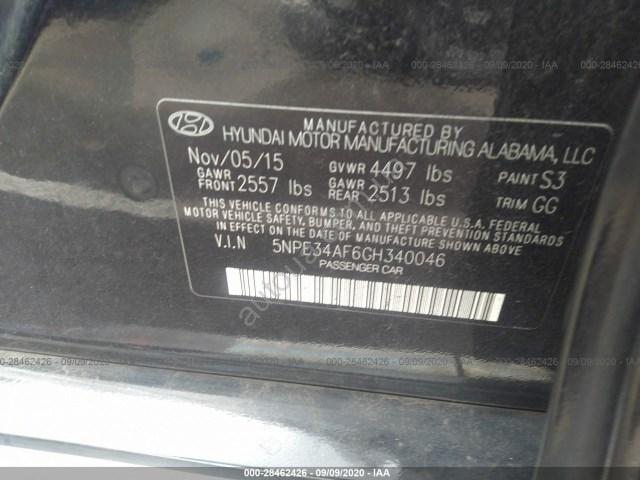 000-28462426 - 09/09/2020 - IAA
MANUFACTURED BY
HYUNDAI MOTOR MANUFACTURING ALABAMA, LLC
Nov/05/15 GVWR 4497 lbs PAINT S3
GAWR FRONT 2557 lbs GAWR REAR 2513 lbs TRIM GG
THIS VEHICLE CONFORMS TO ALL APPLICABLE U.S.A. FEDERAL
MOTOR VEHICLE SAFETY, BUMPER, AND THEFT PREVENTION STANDARDS
IN EFFECT ON THE DATE OF MANUFACTURE SHOWN ABOVE.
V.I.N 5NPE34AF6CH340046
PASSENGER CAR
000-28462426 - 09/09/2020 - IAA
000-28462426 - 09/09/2020 - IAA
000-28462426 - 09/09/2020 - IAA